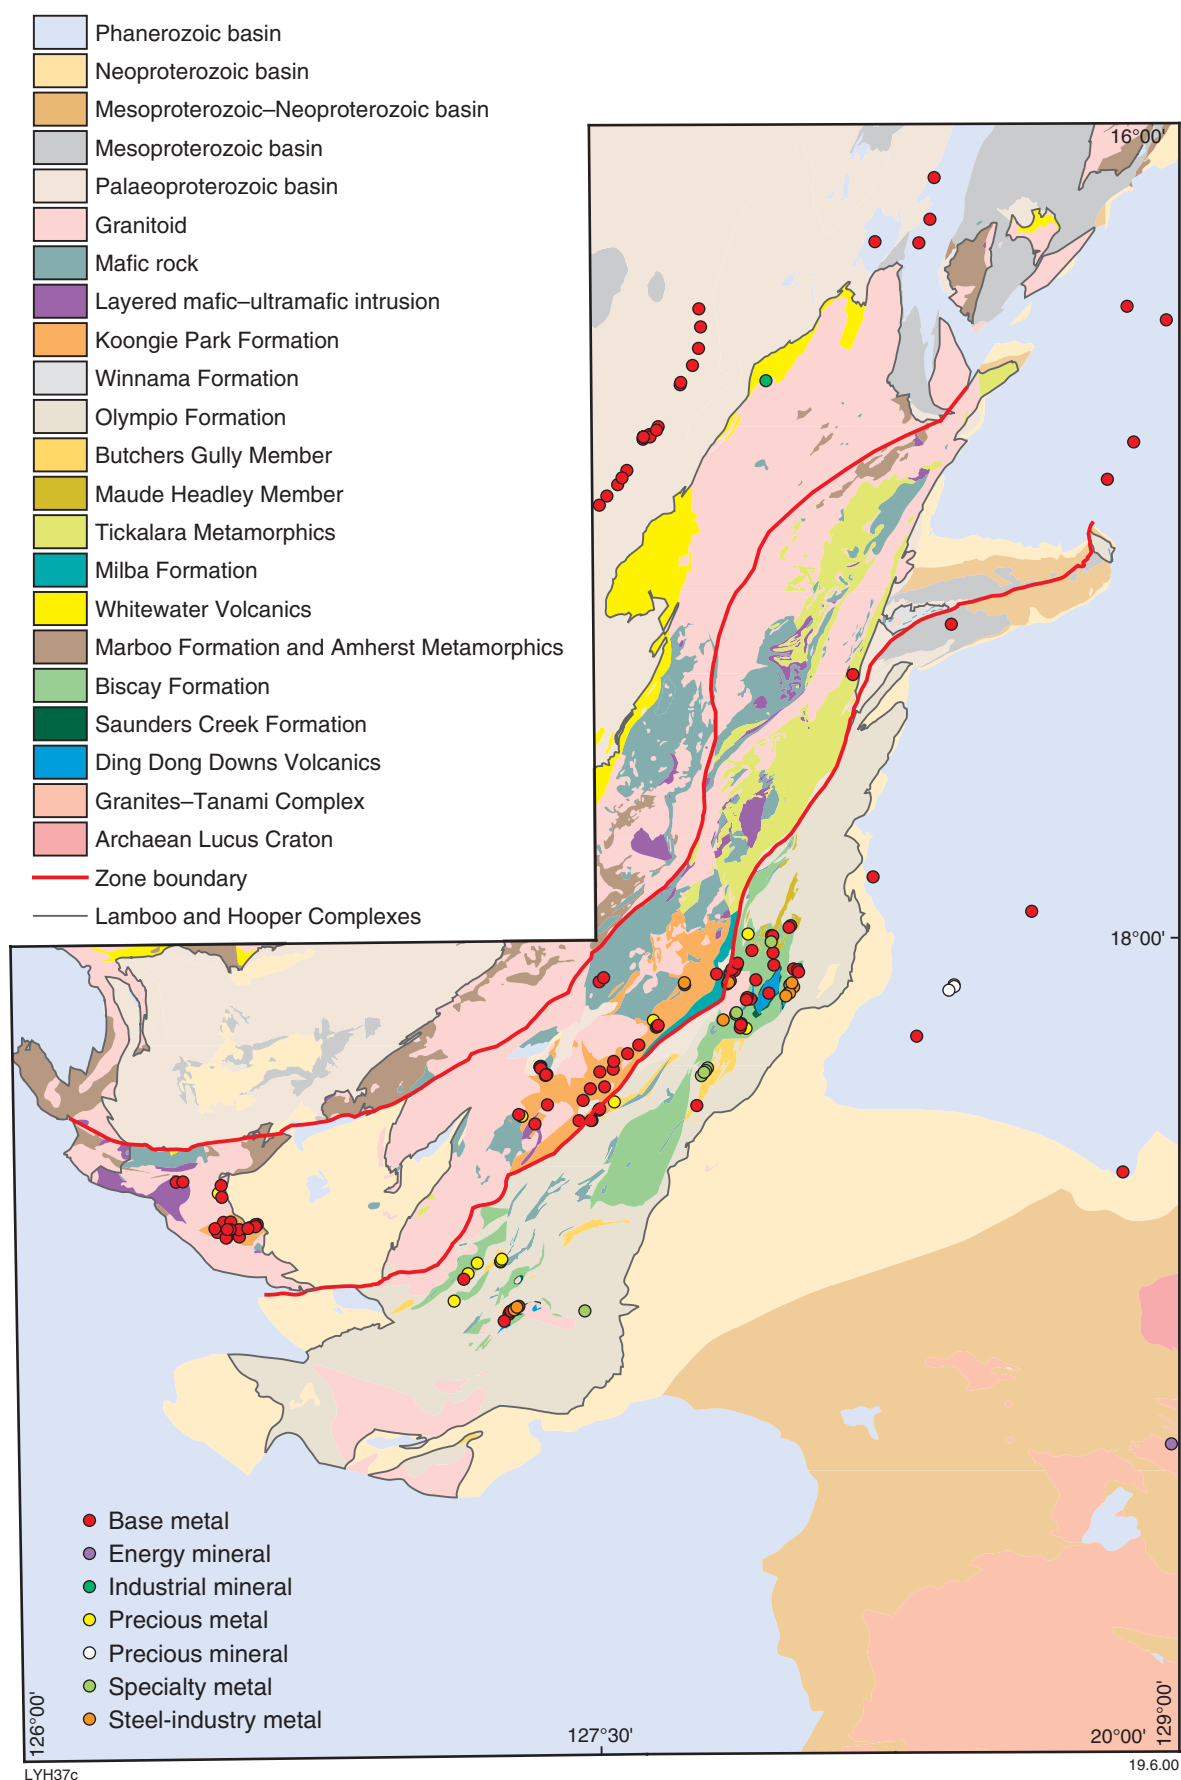 Phanerozoic basin
Neoproterozoic basin
Mesoproterozoic–Neoproterozoic basin
Mesoproterozoic basin
Palaeoproterozoic basin
Granitoid
Mafic rock
Layered mafic–ultramafic intrusion
Koongie Park Formation
Winnama Formation
Olympio Formation
Butchers Gully Member
Maude Headley Member
Tickalara Metamorphics
Milba Formation
Whitewater Volcanics
Marboo Formation and Amherst Metamorphics
Biscay Formation
Saunders Creek Formation
Ding Dong Downs Volcanics
Granites–Tanami Complex
Archaean Lucus Craton
Zone boundary
Lamboo and Hooper Complexes
16°00'
18°00'
Base metal
Energy mineral
Industrial mineral
Precious metal
Precious mineral
Specialty metal
Steel-industry metal
126°00'
127°30'
20°00'
129°00'
LYH37c
19.6.00